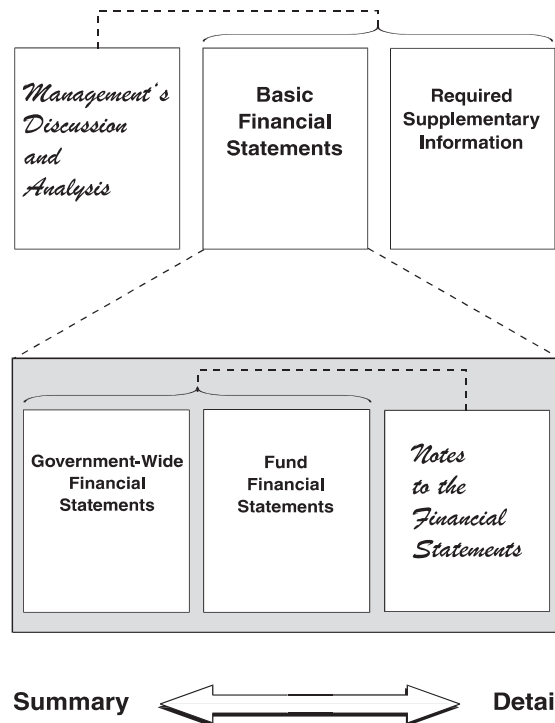 Management's
Discussion
and
Analysis
Basic
Financial
Statements
Required
Supplementary
Information
Government-Wide
Financial
Statements
Fund
Financial
Statements
Notes
to the
Financial
Statements
Summary
Detai